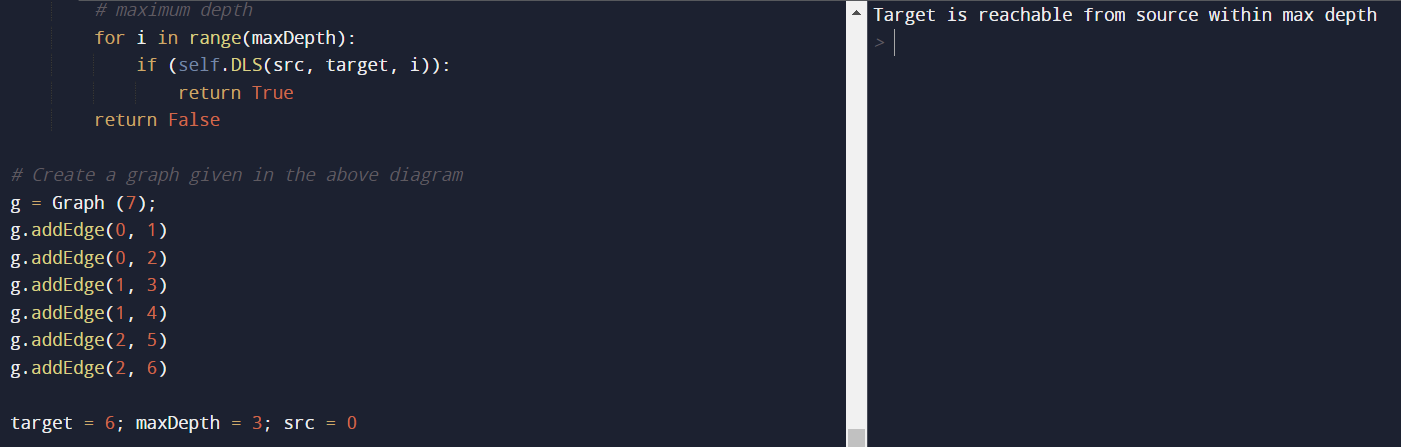 # maximum depth
for i in range(maxDepth):
if (self.DLS(src, target, i)):
return True
return False
# Create a graph given in the above diagram
g = Graph (7);
g.addEdge(0, 1)
g.addEdge(0, 2)
g.addEdge(1, 3)
g.addEdge(1, 4)
g.addEdge(2, 5)
g.addEdge(2, 6)
target = 6; maxDepth = 3; src = 0
Target is reachable from source within max depth
>